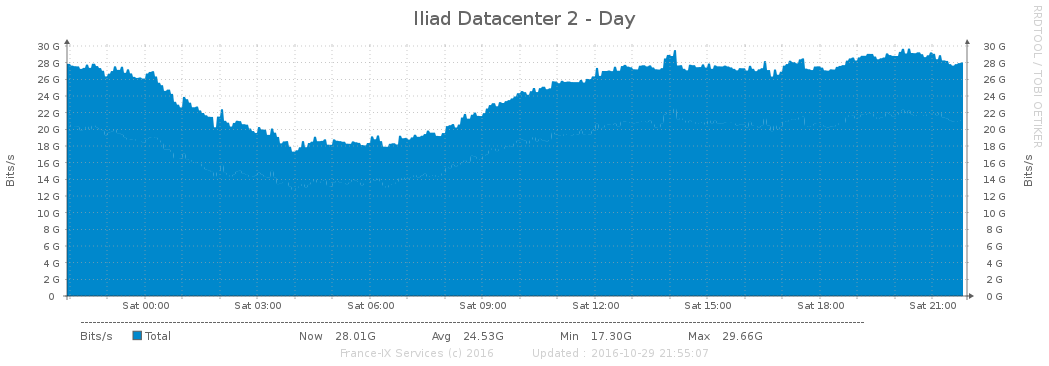 Iliad Datacenter 2 - Day
RRDTOOL / TOBI OETIKER
Bits/s
30 G 30 G
28 G 28 G
26 G 26 G
24 G 24 G
22 G 22 G
20 G 20 G
18 G 18 G
16 G 16 G
14 G 14 G
12 G 12 G
10 G 10 G
8 G 8 G
6 G 6 G
4 G 4 G
2 G 2 G
0 0 G
Bits/s
Sat 00:00 Sat 03:00 Sat 06:00 Sat 09:00 Sat 12:00 Sat 15:00 Sat 18:00 Sat 21:00
Bits/s Total Now 28.01G Avg 24.53G Min 17.30G Max 29.66G
France-IX Services (c) 2016 Updated : 2016-10-29 21:55:07